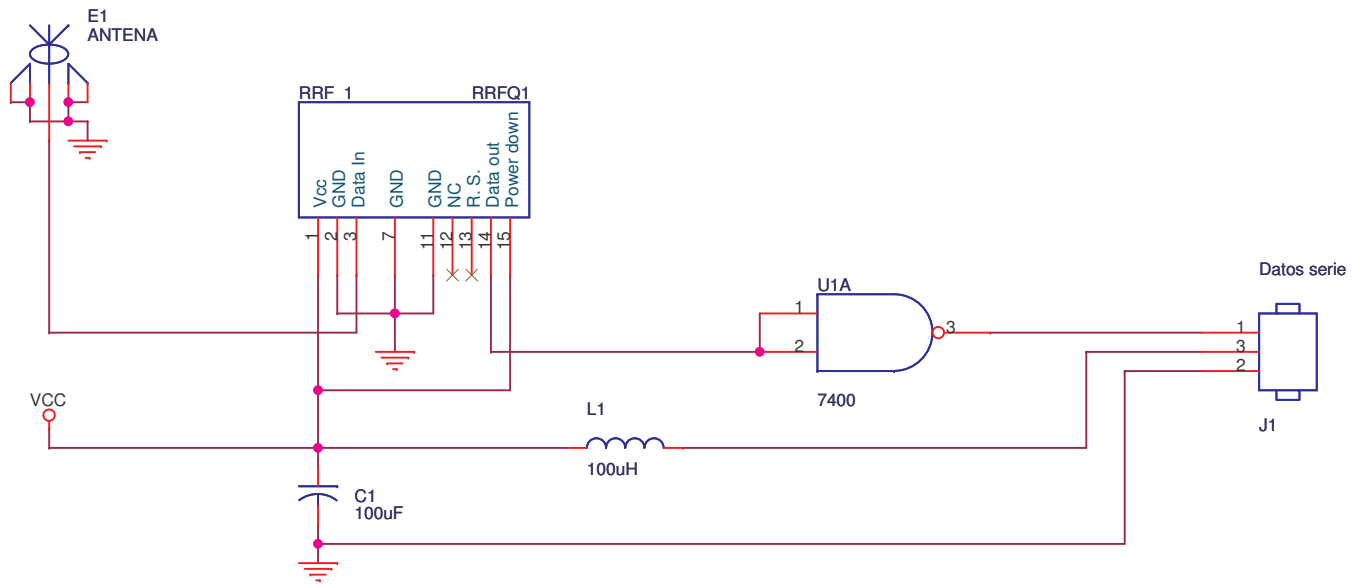 E1
ANTENA
RRF 1
RRFQ1
Vcc
GND
Data In
GND
GND
NC
R. S.
Data out
Power down
1
2
3
7
11
12
13
14
15
Datos serie
U1A
1
2
3
7400
1
3
2
J1
VCC
L1
100uH
C1
100uF